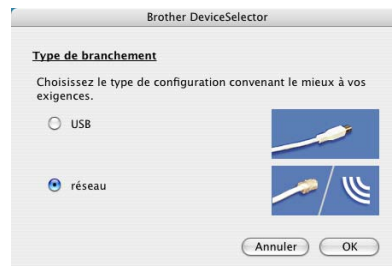 Brother DeviceSelector
Type de branchement
Choisissez le type de configuration convenant le mieux à vos
exigences.
USB
réseau
Annuler
OK